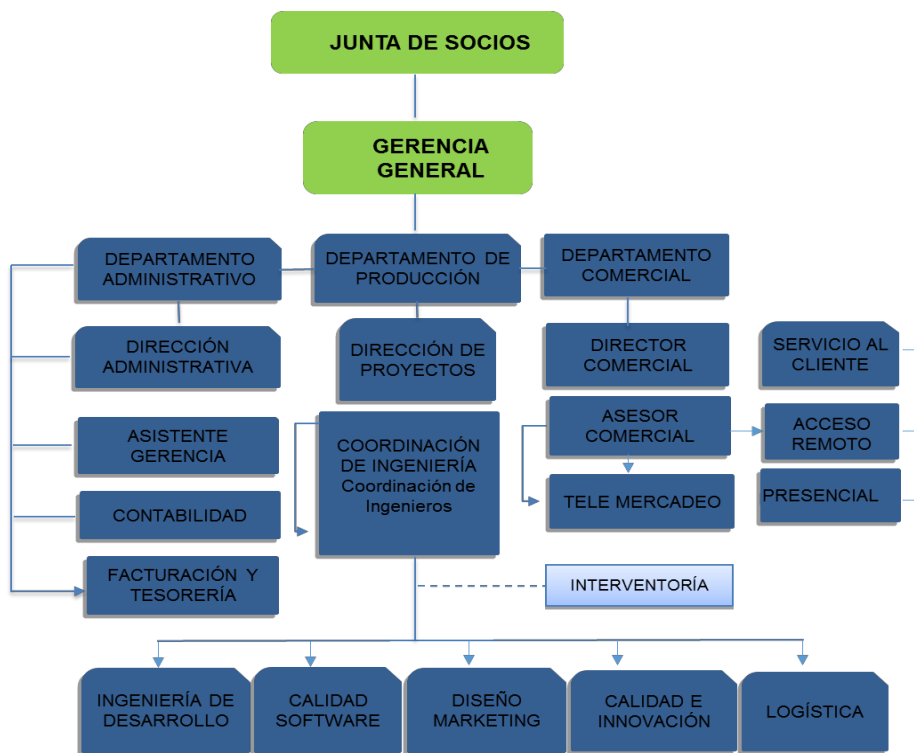 JUNTA DE SOCIOS
GERENCIA
GENERAL
DEPARTAMENTO
ADMINISTRATIVO
DEPARTAMENTO DE
PRODUCCIÓN
DEPARTAMENTO
COMERCIAL
DIRECCIÓN
ADMINISTRATIVA
DIRECCIÓN DE
PROYECTOS
DIRECTOR
COMERCIAL
SERVICIO AL
CLIENTE
ASISTENTE
GERENCIA
COORDINACIÓN
DE INGENIERÍA
Coordinación de
Ingenieros
ASESOR
COMERCIAL
ACCESO
REMOTO
CONTABILIDAD
TELE MERCADEO
PRESENCIAL
FACTURACIÓN Y
TESORERÍA
INTERVENTORÍA
INGENIERÍA DE
DESARROLLO
CALIDAD
SOFTWARE
DISEÑO
MARKETING
CALIDAD E
INNOVACIÓN
LOGÍSTICA